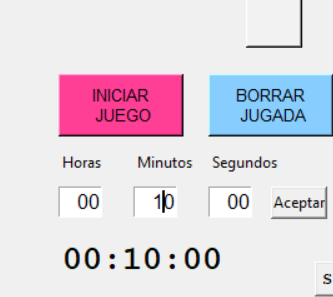 INICIAR
JUEGO
BORRAR
JUGADA
Horas Minutos Segundos
00 10 00 Aceptar
00:10:00
S